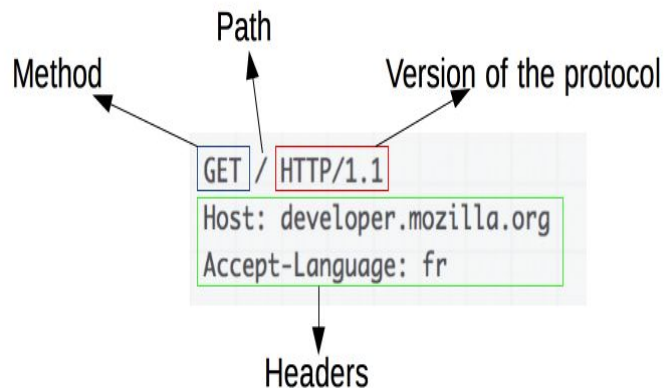 Path
Method
Version of the protocol
GET / HTTP/1.1
Host: developer.mozilla.org
Accept-Language: fr
Headers